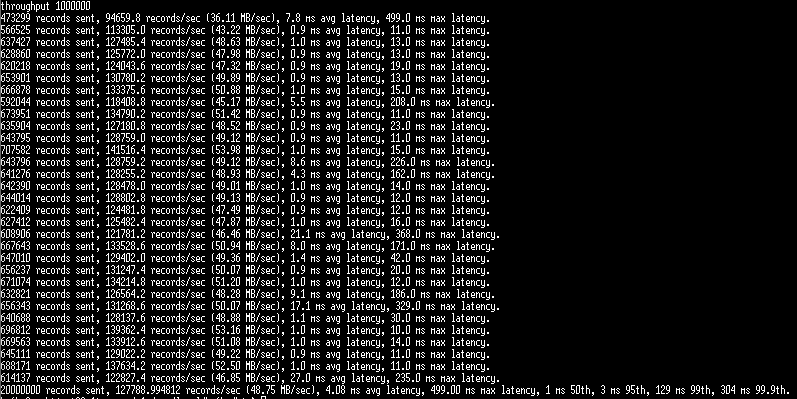 throughput 1000000
473299 records sent, 94659.8 records/sec (36.11 MB/sec), 7.8 ms avg latency, 499.0 ms max latency.
566525 records sent, 113305.0 records/sec (43.22 MB/sec), 0.9 ms avg latency, 11.0 ms max latency.
637427 records sent, 127485.4 records/sec (48.63 MB/sec), 1.0 ms avg latency, 13.0 ms max latency.
628860 records sent, 125772.0 records/sec (47.98 MB/sec), 0.9 ms avg latency, 13.0 ms max latency.
620218 records sent, 124043.6 records/sec (47.32 MB/sec), 0.9 ms avg latency, 19.0 ms max latency.
653901 records sent, 130780.2 records/sec (49.89 MB/sec), 0.9 ms avg latency, 13.0 ms max latency.
666878 records sent, 133375.6 records/sec (50.88 MB/sec), 1.0 ms avg latency, 15.0 ms max latency.
592044 records sent, 118408.8 records/sec (45.17 MB/sec), 5.5 ms avg latency, 208.0 ms max latency.
673951 records sent, 134790.2 records/sec (51.42 MB/sec), 0.9 ms avg latency, 11.0 ms max latency.
635904 records sent, 127180.8 records/sec (48.52 MB/sec), 0.9 ms avg latency, 23.0 ms max latency.
643795 records sent, 128759.0 records/sec (49.12 MB/sec), 0.9 ms avg latency, 11.0 ms max latency.
707582 records sent, 141516.4 records/sec (53.98 MB/sec), 1.0 ms avg latency, 15.0 ms max latency.
643796 records sent, 128759.2 records/sec (49.12 MB/sec), 8.6 ms avg latency, 226.0 ms max latency.
641276 records sent, 128255.2 records/sec (48.93 MB/sec), 4.3 ms avg latency, 162.0 ms max latency.
642390 records sent, 128478.0 records/sec (49.01 MB/sec), 1.0 ms avg latency, 14.0 ms max latency.
644014 records sent, 128802.8 records/sec (49.13 MB/sec), 0.9 ms avg latency, 12.0 ms max latency.
622409 records sent, 124481.8 records/sec (47.49 MB/sec), 0.9 ms avg latency, 12.0 ms max latency.
627412 records sent, 125482.4 records/sec (47.87 MB/sec), 1.0 ms avg latency, 16.0 ms max latency.
608906 records sent, 121781.2 records/sec (46.46 MB/sec), 21.1 ms avg latency, 368.0 ms max latency.
667643 records sent, 133528.6 records/sec (50.94 MB/sec), 8.0 ms avg latency, 171.0 ms max latency.
647010 records sent, 129402.0 records/sec (49.36 MB/sec), 1.4 ms avg latency, 42.0 ms max latency.
656237 records sent, 131247.4 records/sec (50.07 MB/sec), 0.9 ms avg latency, 20.0 ms max latency.
671074 records sent, 134214.8 records/sec (51.20 MB/sec), 1.0 ms avg latency, 12.0 ms max latency.
632821 records sent, 126564.2 records/sec (48.28 MB/sec), 9.1 ms avg latency, 186.0 ms max latency.
656343 records sent, 131268.6 records/sec (50.07 MB/sec), 17.1 ms avg latency, 329.0 ms max latency.
640688 records sent, 128137.6 records/sec (48.88 MB/sec), 1.1 ms avg latency, 30.0 ms max latency.
696812 records sent, 139362.4 records/sec (53.16 MB/sec), 1.0 ms avg latency, 10.0 ms max latency.
669563 records sent, 133912.6 records/sec (51.08 MB/sec), 1.0 ms avg latency, 14.0 ms max latency.
645111 records sent, 129022.2 records/sec (49.22 MB/sec), 0.9 ms avg latency, 11.0 ms max latency.
688171 records sent, 137634.2 records/sec (52.50 MB/sec), 1.0 ms avg latency, 11.0 ms max latency.
614137 records sent, 122827.4 records/sec (46.85 MB/sec), 27.0 ms avg latency, 235.0 ms max latency.
20000000 records sent, 127788.994812 records/sec (48.75 MB/sec), 4.08 ms avg latency, 499.00 ms max latency, 1 ms 50th, 3 ms 95th, 129 ms 99th, 304 ms 99.9th.